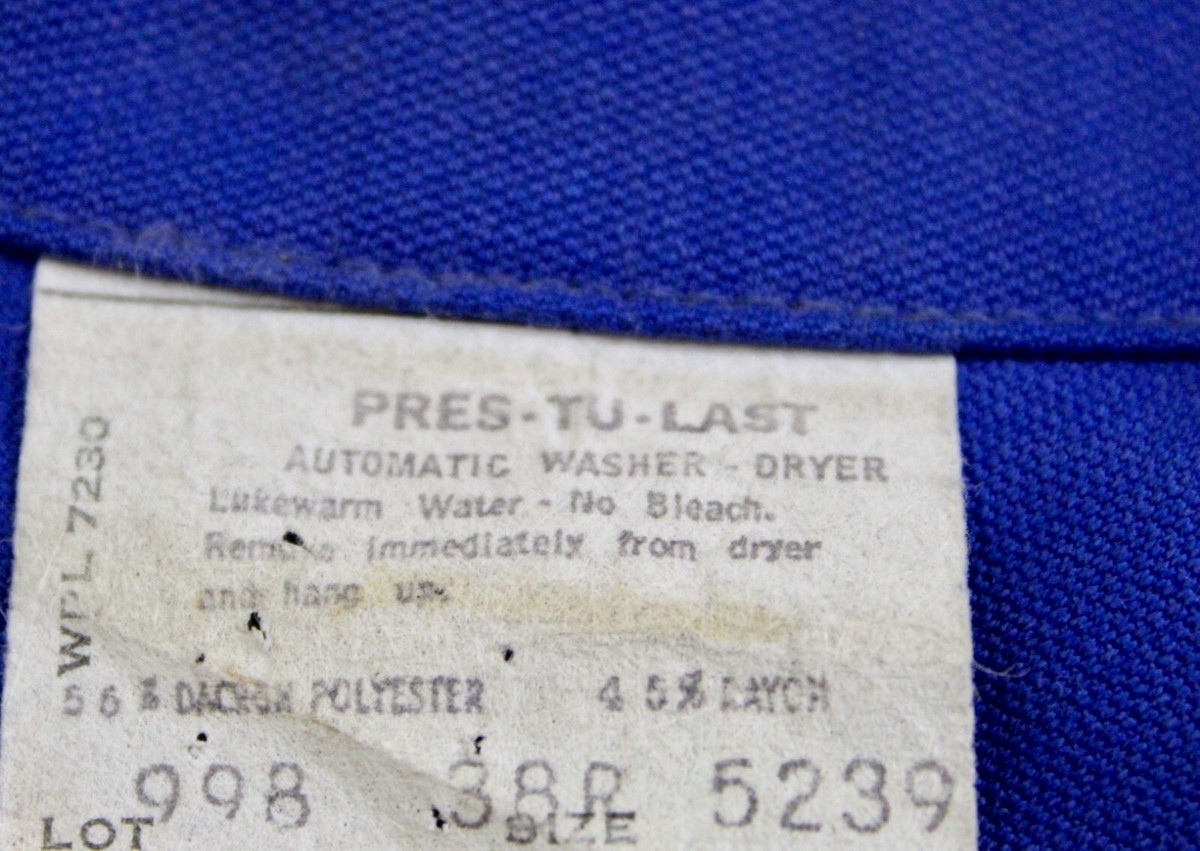 PRES-TU-LAST
AUTOMATIC WASHER - DRYER
Lukewarm Water - No Bleach.
Remove immediately from dryer
and hang up.
WPL 7230
% DACRON POLYESTER 45% RAYON
998 38R 5239
LOT SIZE